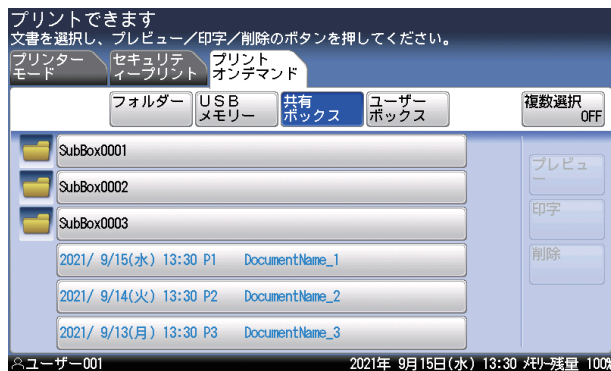 プリントできます
文書を選択し、プレビュー／印字／削除のボタンを押してください。
プリンター
モード
セキュリテ
ィープリント
プリント
オンデマンド
フォルダー
USB
メモリー
共有
ボックス
ユーザー
ボックス
複数選択
OFF
SubBox0001
SubBox0002
SubBox0003
2021/ 9/15(水) 13:30 P1 DocumentName_1
2021/ 9/14(火) 13:30 P2 DocumentName_2
2021/ 9/13(月) 13:30 P3 DocumentName_3
プレビュ
ー
印字
削除
ユーザー001
2021年 9月15日(水) 13:30 メモリー残量 100%